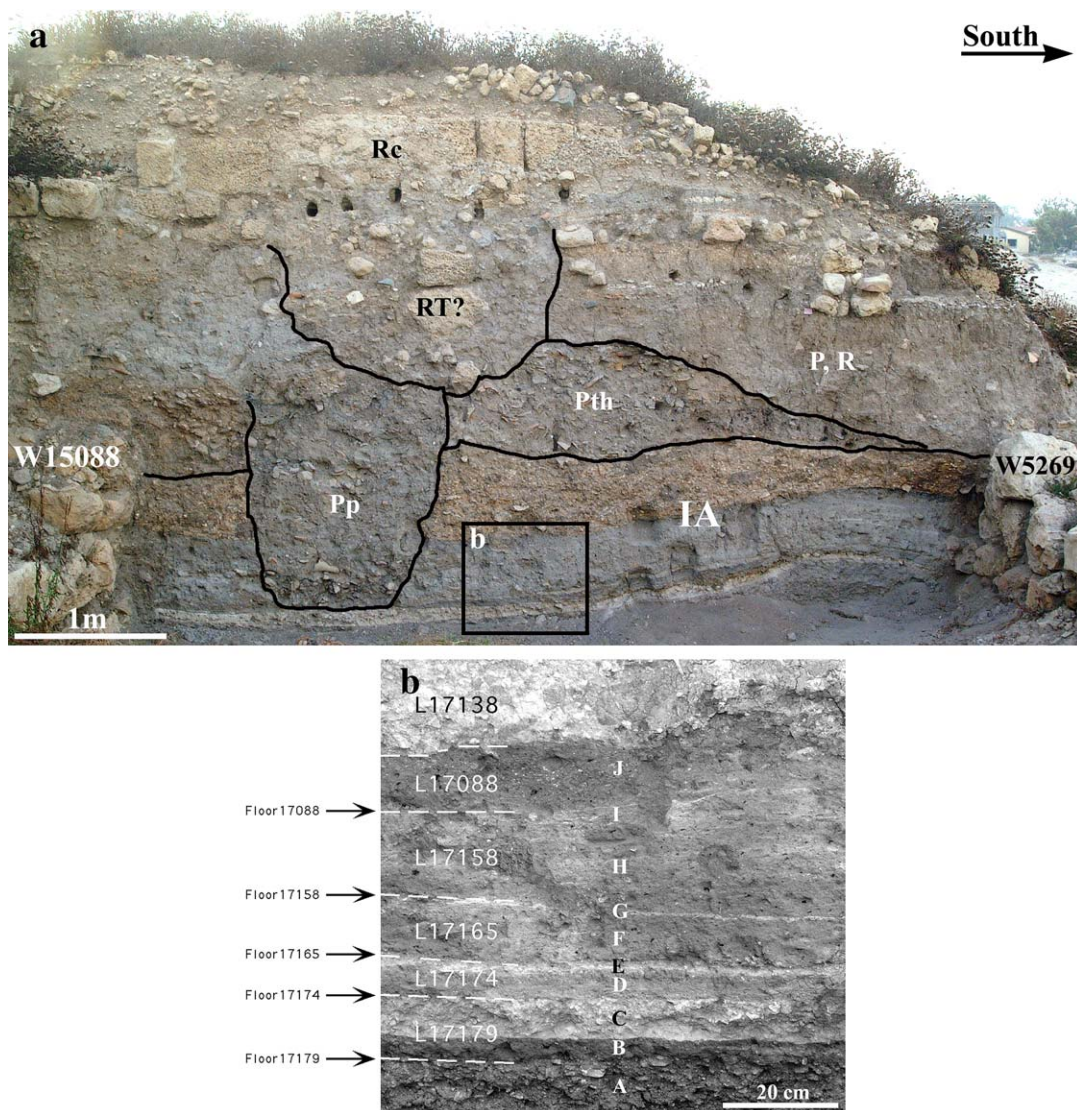 a
South
Rc
RT?
P, R
Pth
W15088
W5269
Pp
IA
b
1m
b
L17138
J
L17088
Floor17088
I
L17158
H
Floor17158
G
L17165
F
Floor17165
E
L17174
D
Floor17174
C
L17179
B
Floor17179
A
20 cm